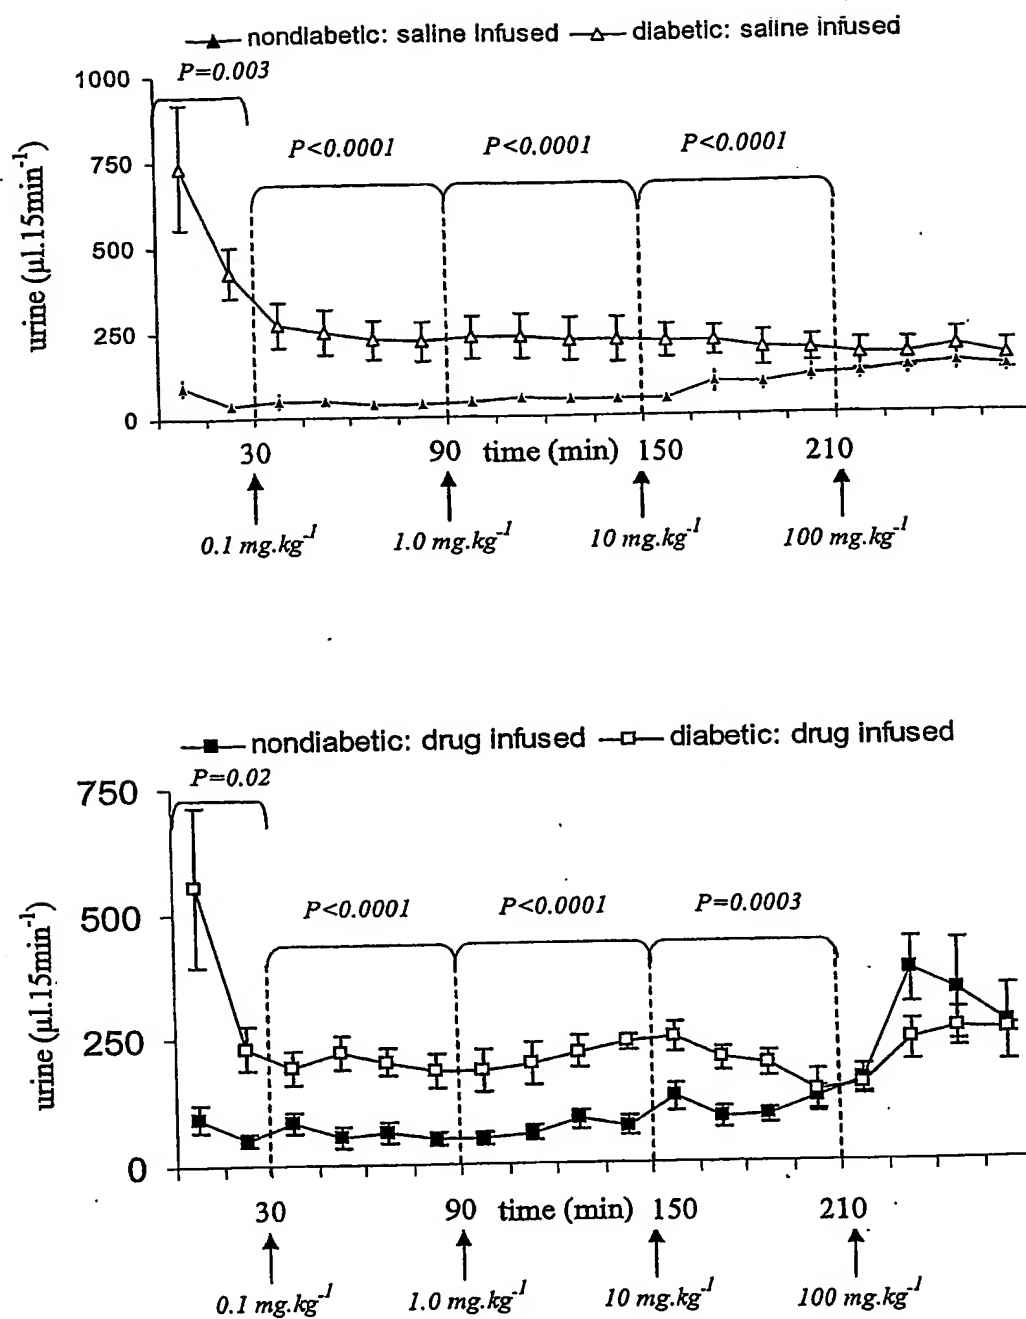 nondiabetic: saline infused diabetic: saline infused
P=0.003
1000
P<0.0001 P<0.0001 P<0.0001
750
500
250
0
urine (µl.15min⁻¹)
30 90 time (min) 150 210
0.1 mg.kg⁻¹ 1.0 mg.kg⁻¹ 10 mg.kg⁻¹ 100 mg.kg⁻¹
nondiabetic: drug infused diabetic: drug infused
P=0.02
750
P<0.0001 P<0.0001 P=0.0003
500
250
0
urine (µl.15min⁻¹)
30 90 time (min) 150 210
0.1 mg.kg⁻¹ 1.0 mg.kg⁻¹ 10 mg.kg⁻¹ 100 mg.kg⁻¹